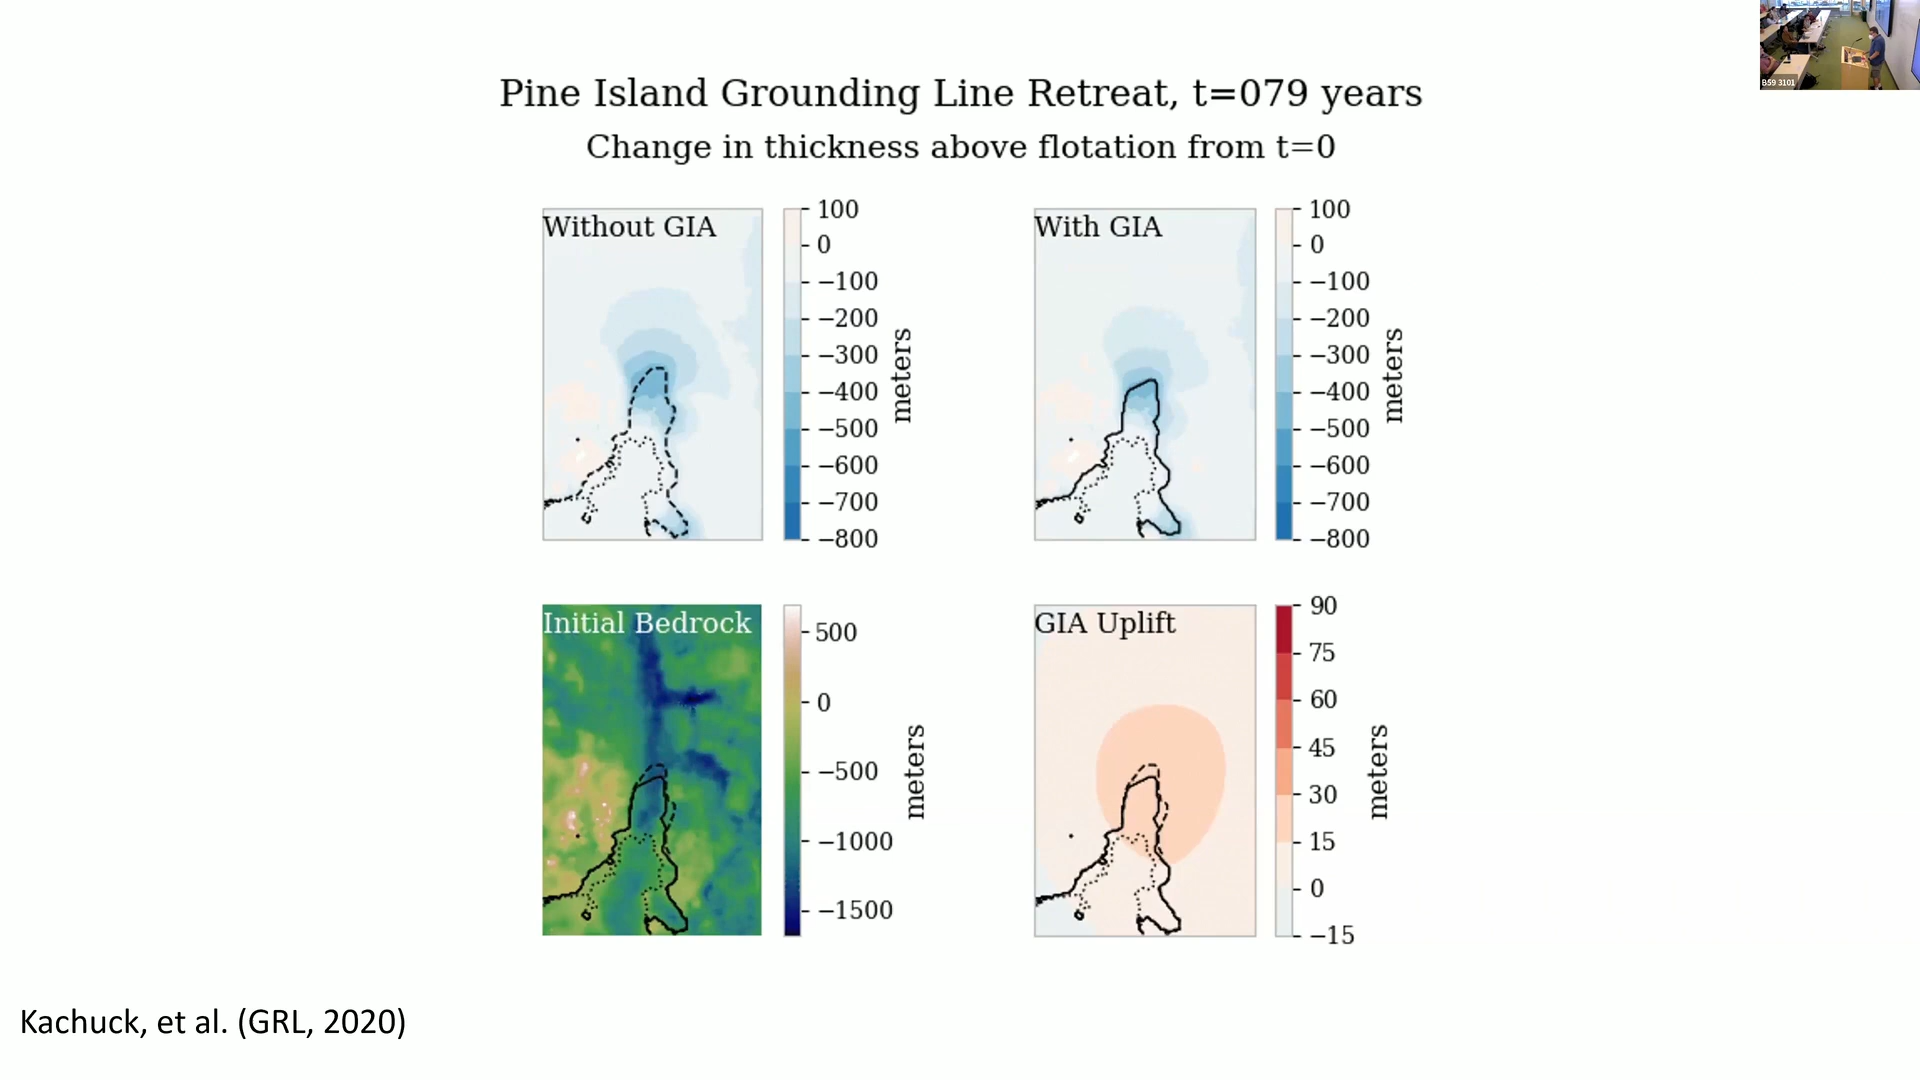 B59 3101
Pine Island Grounding Line Retreat, t=079 years
Change in thickness above flotation from t=0
Without GIA
100
0
−100
−200
−300
−400
−500
−600
−700
−800
meters
With GIA
100
0
−100
−200
−300
−400
−500
−600
−700
−800
meters
Initial Bedrock
500
0
−500
−1000
−1500
meters
GIA Uplift
90
75
60
45
30
15
0
−15
meters
Kachuck, et al. (GRL, 2020)